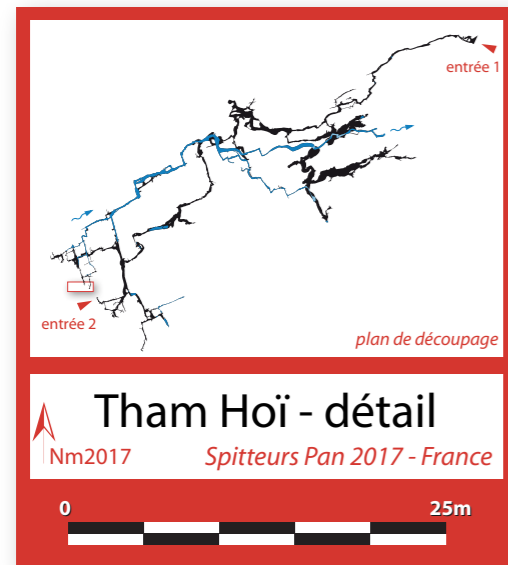 entrée 1
entrée 2
plan de découpage
Tham Hoï - détail
Nm2017
Spitteurs Pan 2017 - France
0 25m